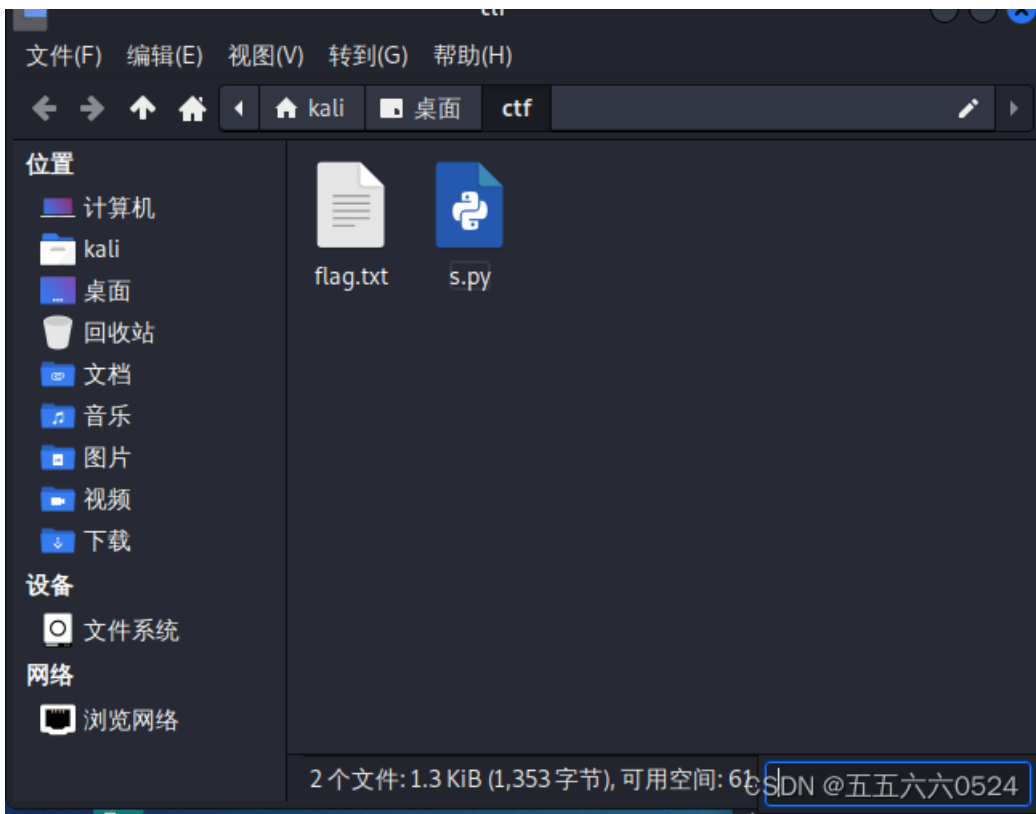 ctf
文件(F) 编辑(E) 视图(V) 转到(G) 帮助(H)
kali 桌面 ctf
位置
计算机
kali
桌面
回收站
文档
音乐
图片
视频
下载
设备
文件系统
网络
浏览网络
flag.txt s.py
2 个文件: 1.3 KiB (1,353 字节), 可用空间: 61
CSDN @五五六六0524